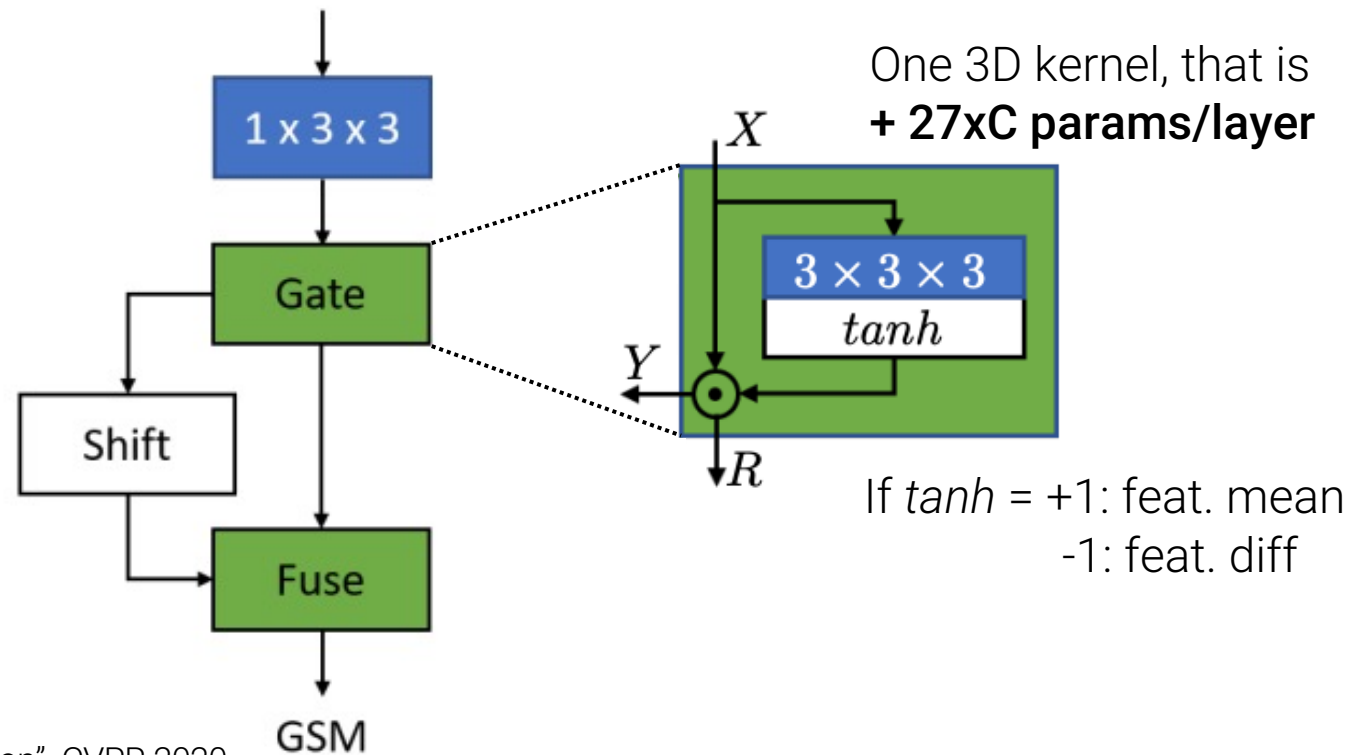 1 x 3 x 3
Gate
Shift
Fuse
GSM
One 3D kernel, that is
+ 27xC params/layer
X
3 × 3 × 3
tanh
Y
R
If tanh = +1: feat. mean
-1: feat. diff